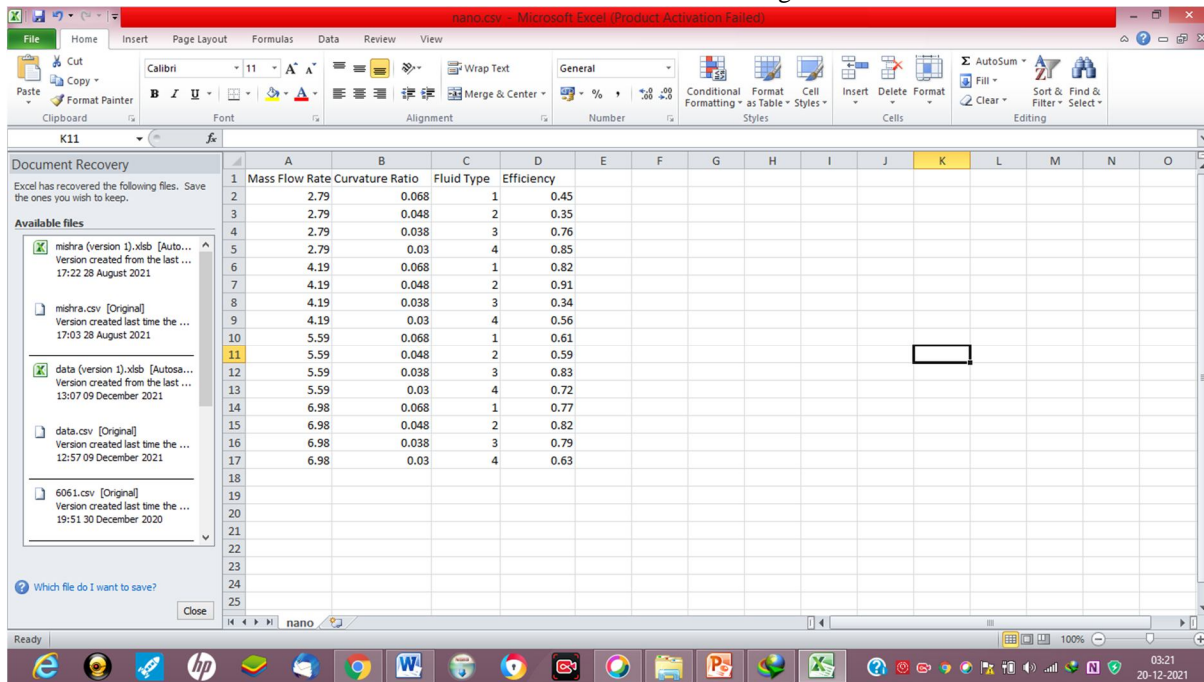 nano.csv - Microsoft Excel (Product Activation Failed)
File Home Insert Page Layout Formulas Data Review View
Cut
Copy
Format Painter
Paste
Calibri 11
Wrap Text
Merge & Center
General
Conditional Formatting
Format as Table
Cell Styles
Insert Delete Format
AutoSum
Fill
Clear
Sort & Filter
Find & Select
Clipboard Font Alignment Number Styles Cells Editing
K11 fx
Document Recovery
Excel has recovered the following files. Save
the ones you wish to keep.
Available files
mishra (version 1).xlsb [Auto...
Version created from the last ...
17:22 28 August 2021
mishra.csv [Original]
Version created last time the ...
17:03 28 August 2021
data (version 1).xlsb [Autosa...
Version created from the last ...
13:07 09 December 2021
data.csv [Original]
Version created last time the ...
12:57 09 December 2021
6061.csv [Original]
Version created last time the ...
19:51 30 December 2020
Which file do I want to save?
Close
A B C D E F G H I J K L M N O
1 Mass Flow Rate Curvature Ratio Fluid Type Efficiency
2 2.79 0.068 1 0.45
3 2.79 0.048 2 0.35
4 2.79 0.038 3 0.76
5 2.79 0.03 4 0.85
6 4.19 0.068 1 0.82
7 4.19 0.048 2 0.91
8 4.19 0.038 3 0.34
9 4.19 0.03 4 0.56
10 5.59 0.068 1 0.61
11 5.59 0.048 2 0.59
12 5.59 0.038 3 0.83
13 5.59 0.03 4 0.72
14 6.98 0.068 1 0.77
15 6.98 0.048 2 0.82
16 6.98 0.038 3 0.79
17 6.98 0.03 4 0.63
18
19
20
21
22
23
24
25
nano
Ready 100%
03:21
20-12-2021